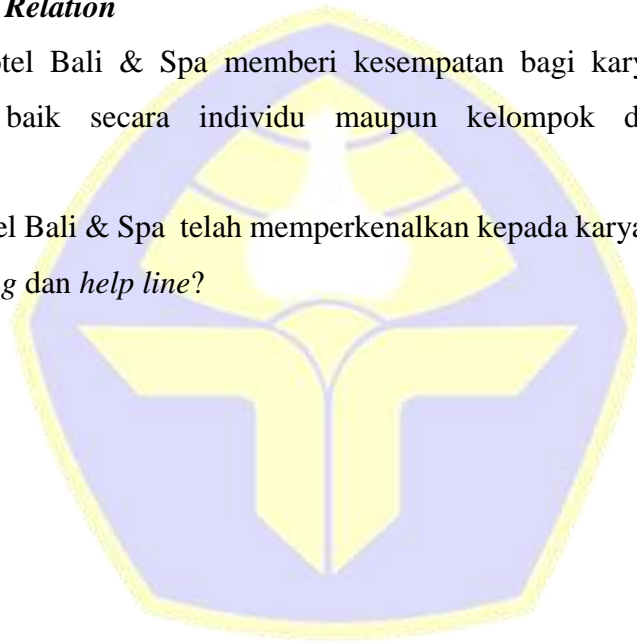 Relation
otel Bali & Spa memberi kesempatan bagi kary
baik secara individu maupun kelompok d
el Bali & Spa telah memperkenalkan kepada karya
g dan help line?